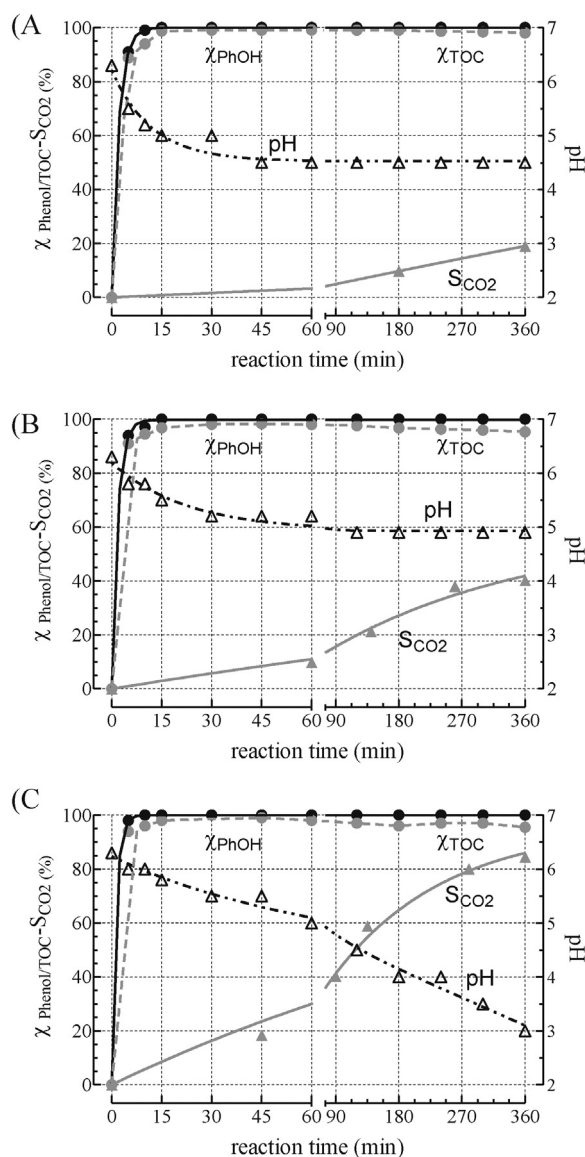 (A)
100
80
60
40
20
0
χ Phenol/TOC-SCO2 (%)
χPhOH
χTOC
pH
SCO2
7
6
5
4
3
2
pH
0 15 30 45 60 90 180 270 360
reaction time (min)
(B)
100
80
60
40
20
0
χ Phenol/TOC-SCO2 (%)
χPhOH
χTOC
pH
SCO2
7
6
5
4
3
2
pH
0 15 30 45 60 90 180 270 360
reaction time (min)
(C)
100
80
60
40
20
0
χ Phenol/TOC-SCO2 (%)
χPhOH
χTOC
SCO2
pH
7
6
5
4
3
2
pH
0 15 30 45 60 90 180 270 360
reaction time (min)